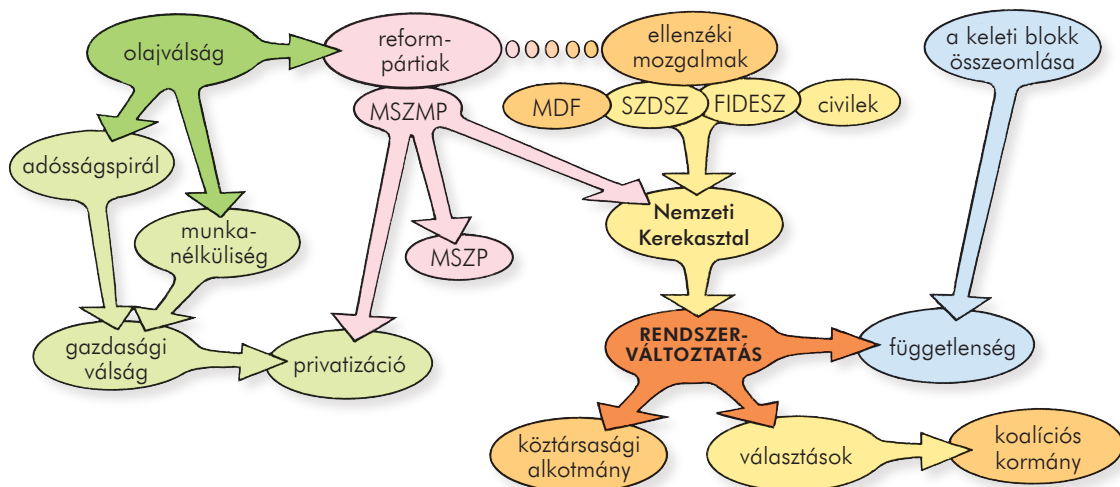 olajválság
reform-
pártiak
ellenzéki
mozgalmak
a keleti blokk
összeomlása
MSZMP
MDF
SZDSZ
FIDESZ
civilek
adósságspirál
munka-
nélküliség
MSZP
Nemzeti
Kerekasztal
gazdasági
válság
privatizáció
RENDSZER-
VÁLTOZTATÁS
függetlenség
köztársasági
alkotmány
választások
koalíciós
kormány